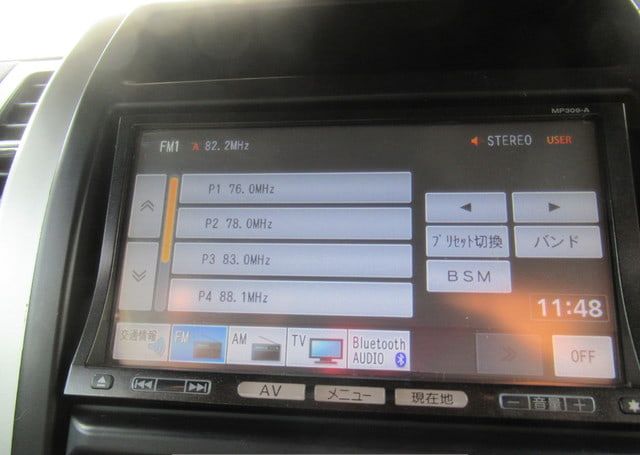 MP309-A
FM1 A 82.2MHz STEREO USER
P1 76.0MHz
P2 78.0MHz
P3 83.0MHz
P4 88.1MHz
プリセット切換 バンド
BSM
11:48
交通情報 FM AM TV Bluetooth AUDIO
OFF
AV メニュー 現在地 - 音量 +